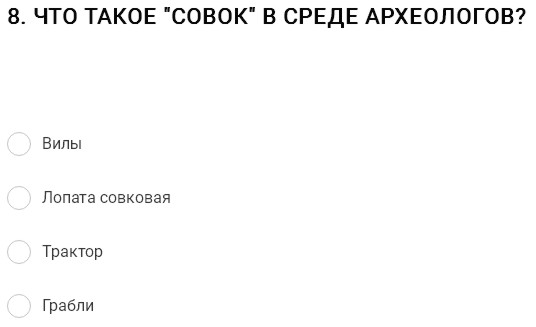 8. ЧТО ТАКОЕ "СОВОК" В СРЕДЕ АРХЕОЛОГОВ?
Вилы
Лопата совковая
Трактор
Грабли